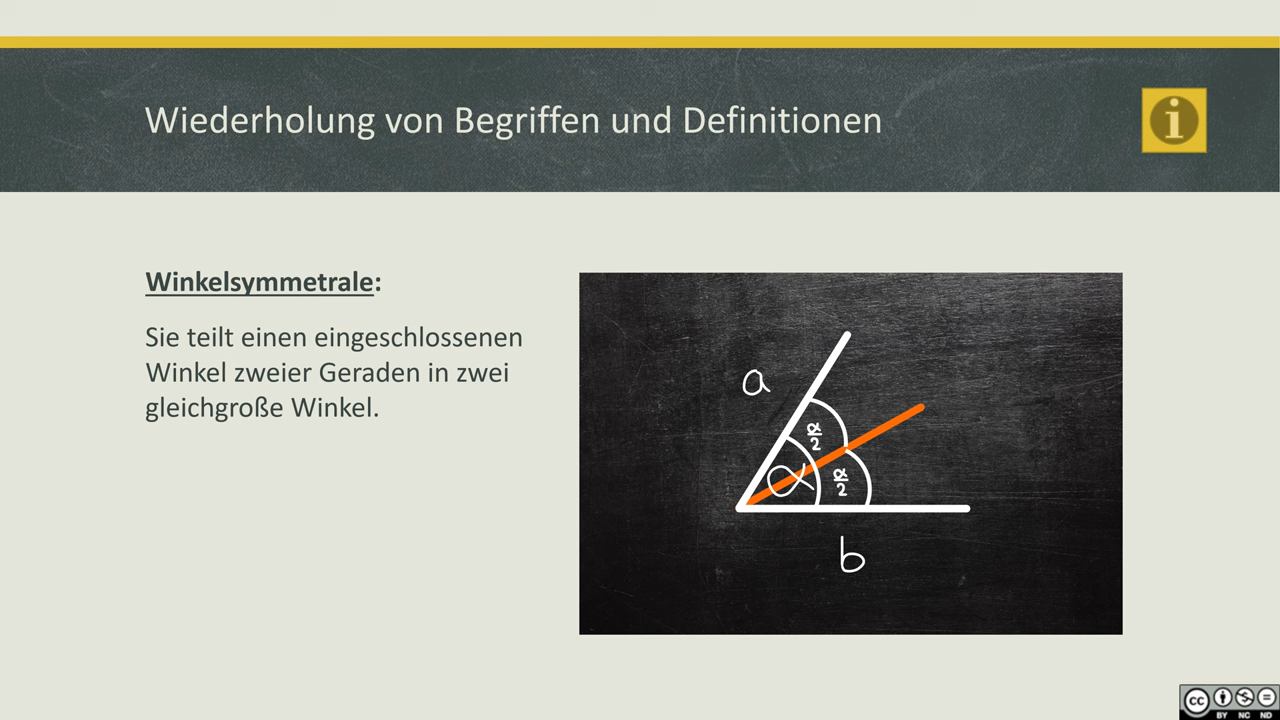 Wiederholung von Begriffen und Definitionen
i
Winkelsymmetrale:
Sie teilt einen eingeschlossenen
Winkel zweier Geraden in zwei
gleichgroße Winkel.
a
α/2
α
α/2
b
cc
BY NC ND